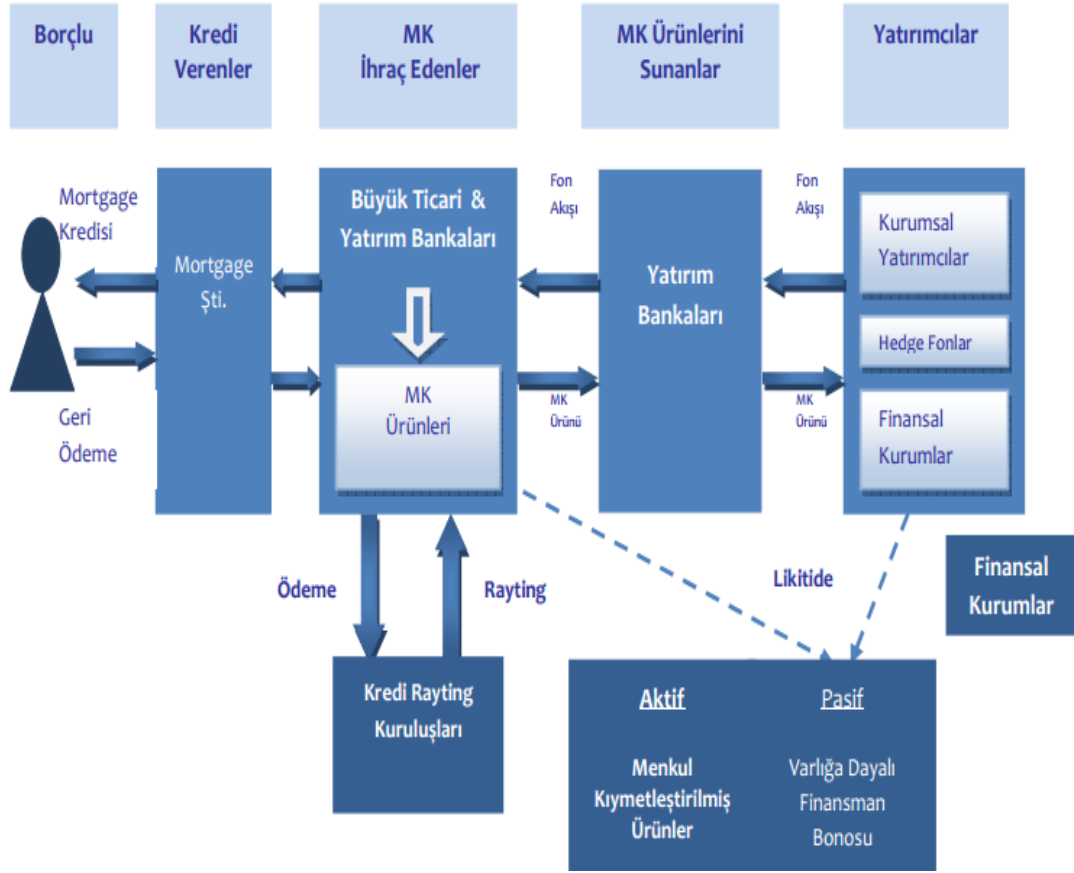 Borçlu
Kredi
Verenler
MK
İhraç Edenler
MK Ürünlerini
Sunanlar
Yatırımcılar
Mortgage
Kredisi
Geri
Ödeme
Mortgage
Şti.
Büyük Ticari &
Yatırım Bankaları
MK
Ürünleri
Fon
Akışı
MK
Ürünü
Yatırım
Bankaları
Fon
Akışı
MK
Ürünü
Kurumsal
Yatırımcılar
Hedge Fonlar
Finansal
Kurumlar
Ödeme
Rayting
Likitide
Finansal
Kurumlar
Kredi Rayting
Kuruluşları
Aktif
Menkul
Kıymetleştirilmiş
Ürünler
Pasif
Varlığa Dayalı
Finansman
Bonosu